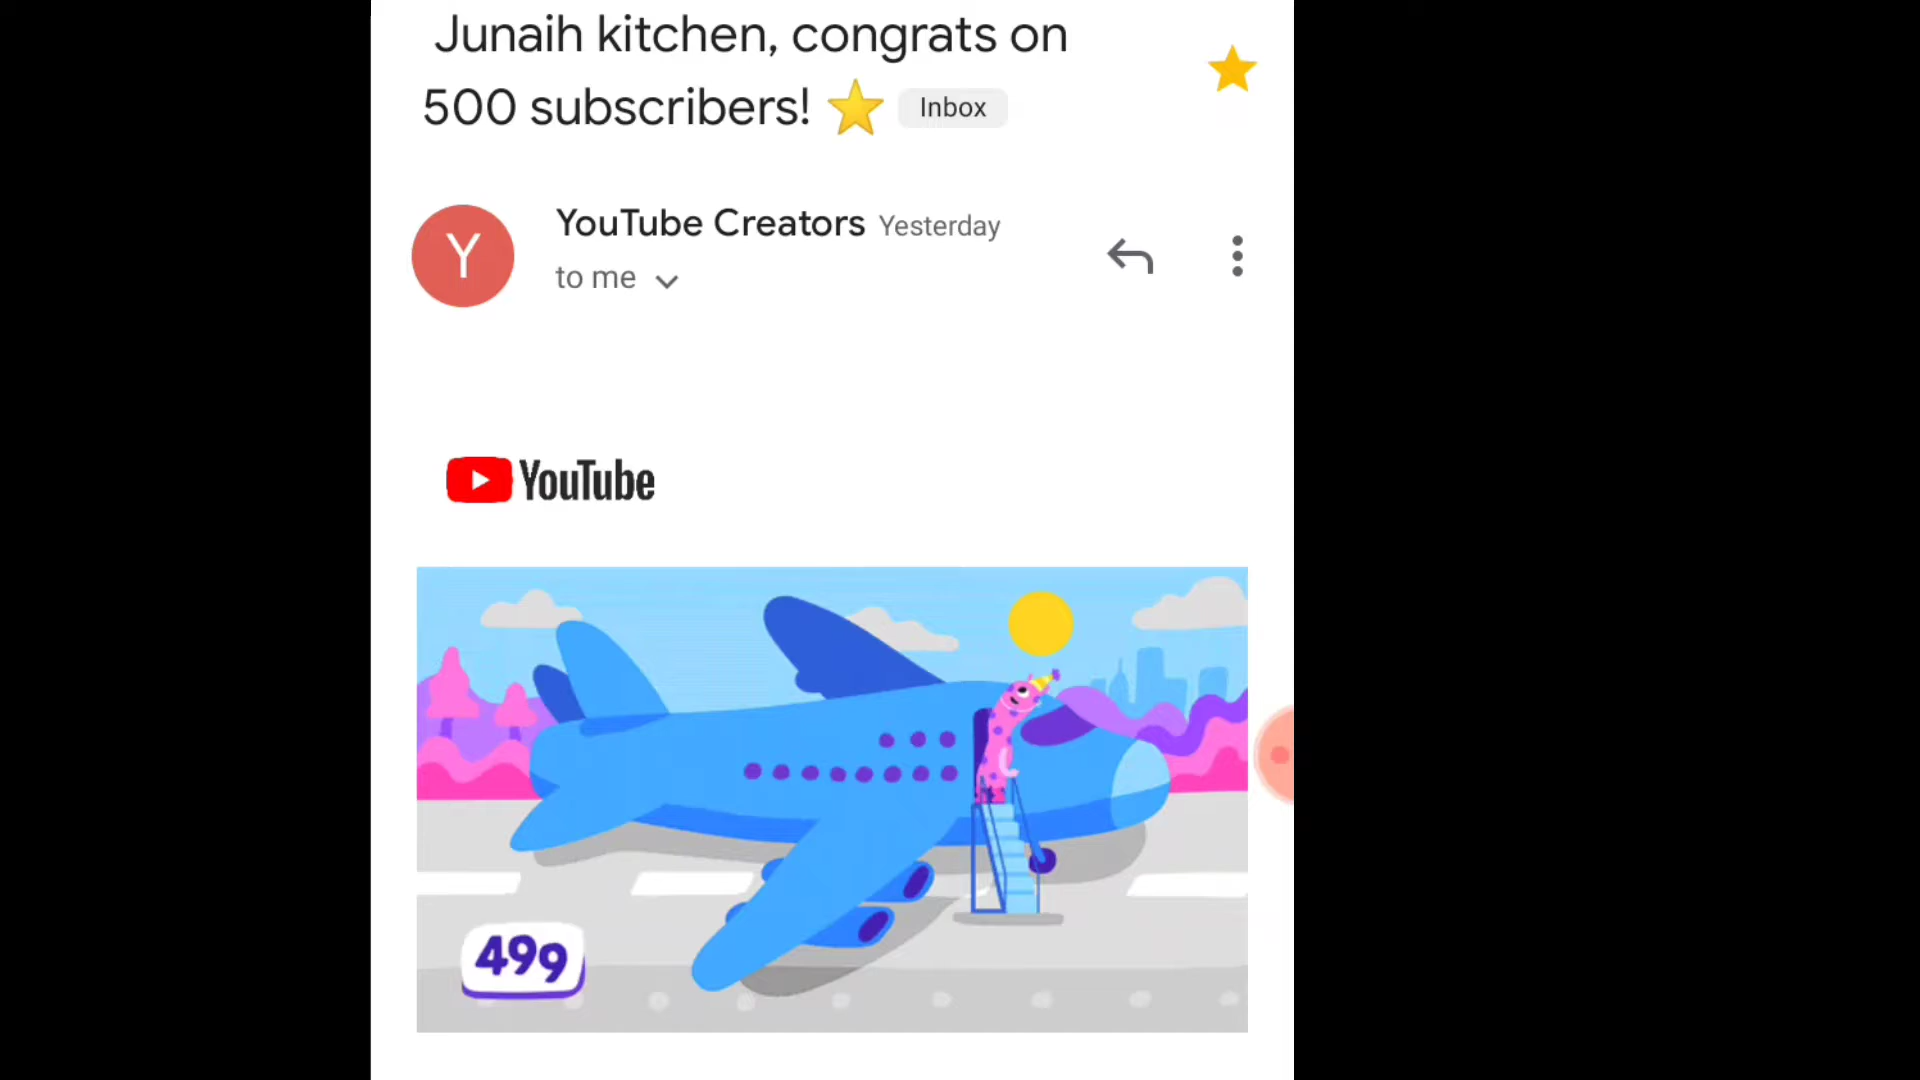 Junaih kitchen, congrats on
500 subscribers! ⭐ Inbox
Y
YouTube Creators Yesterday
to me
YouTube
499